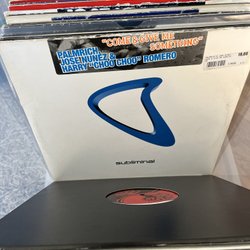 "COME & GIVE ME
SOMETHING"
PALMRICH
JOSE NUNEZ &
HARRY "CHOO CHOO" ROMERO
subliminal